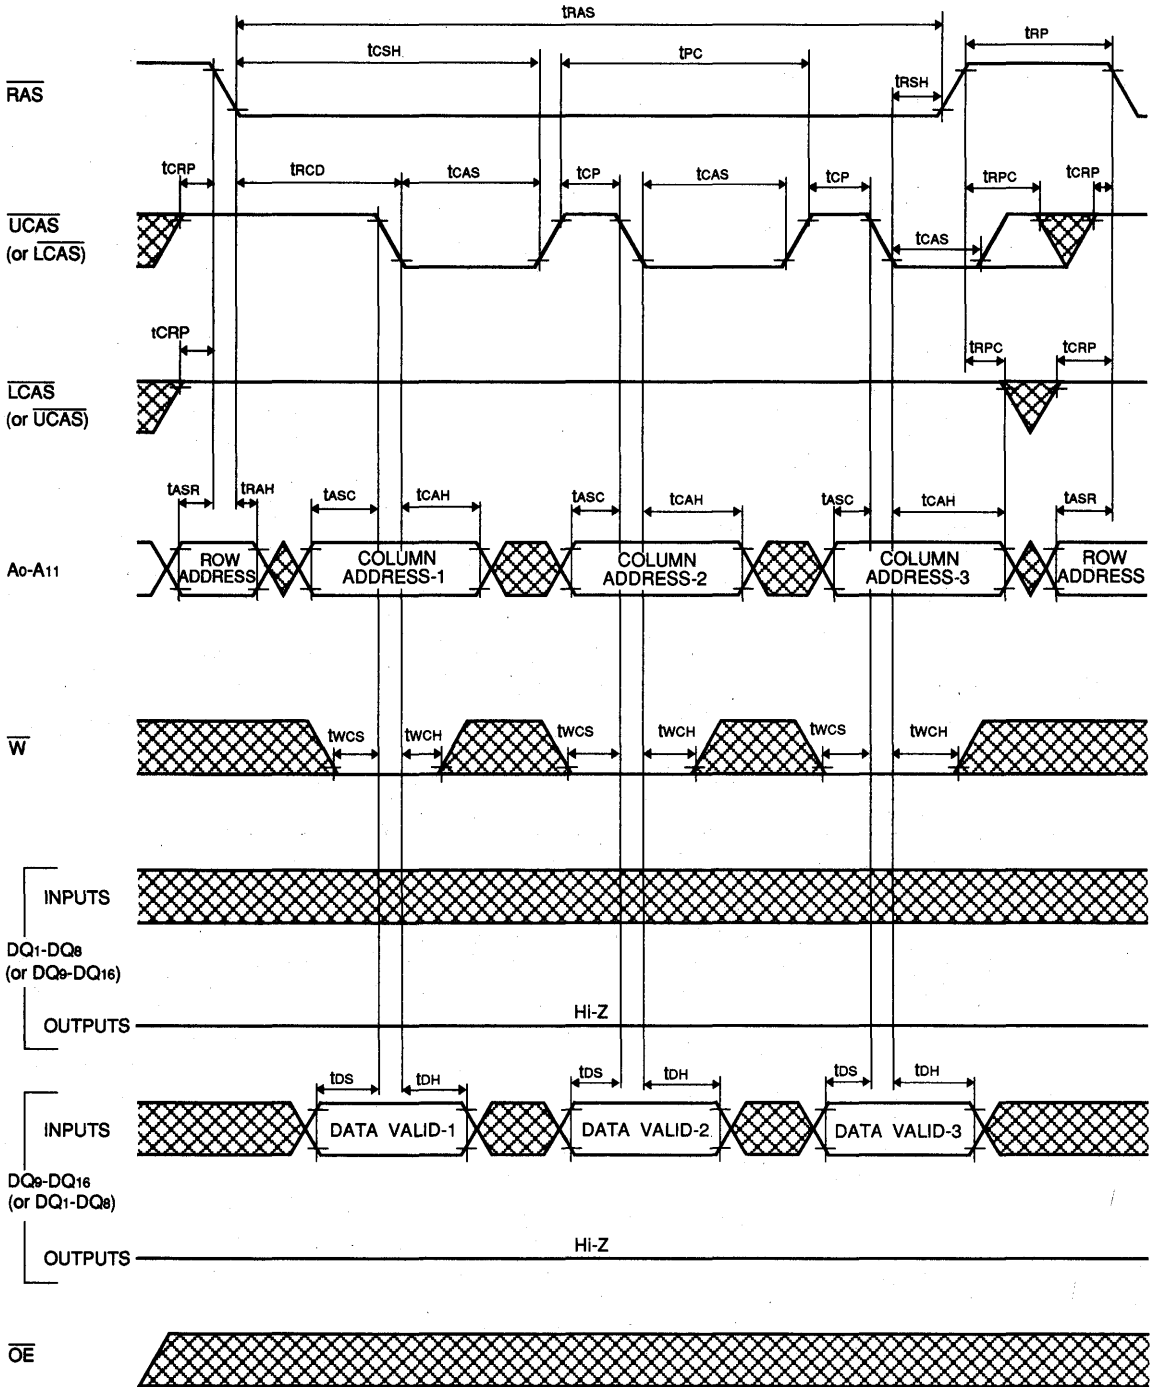 tRAS
tCSH tPC tRP
tRSH
RAS
tCRP tRCD tCAS tCP tCAS tCP tRPC tCRP
UCAS
(or LCAS)
tCAS
tCRP tRPC tCRP
LCAS
(or UCAS)
tASR tRAH tASC tCAH tASC tCAH tASC tCAH tASR
A0-A11
ROW ADDRESS
COLUMN ADDRESS-1
COLUMN ADDRESS-2
COLUMN ADDRESS-3
ROW ADDRESS
W
tWCS tWCH tWCS tWCH tWCS tWCH
INPUTS
DQ1-DQ8
(or DQ9-DQ16)
Hi-Z
OUTPUTS
tDS tDH tDS tDH tDS tDH
INPUTS DATA VALID-1 DATA VALID-2 DATA VALID-3
DQ9-DQ16
(or DQ1-DQ8)
Hi-Z
OUTPUTS
OE